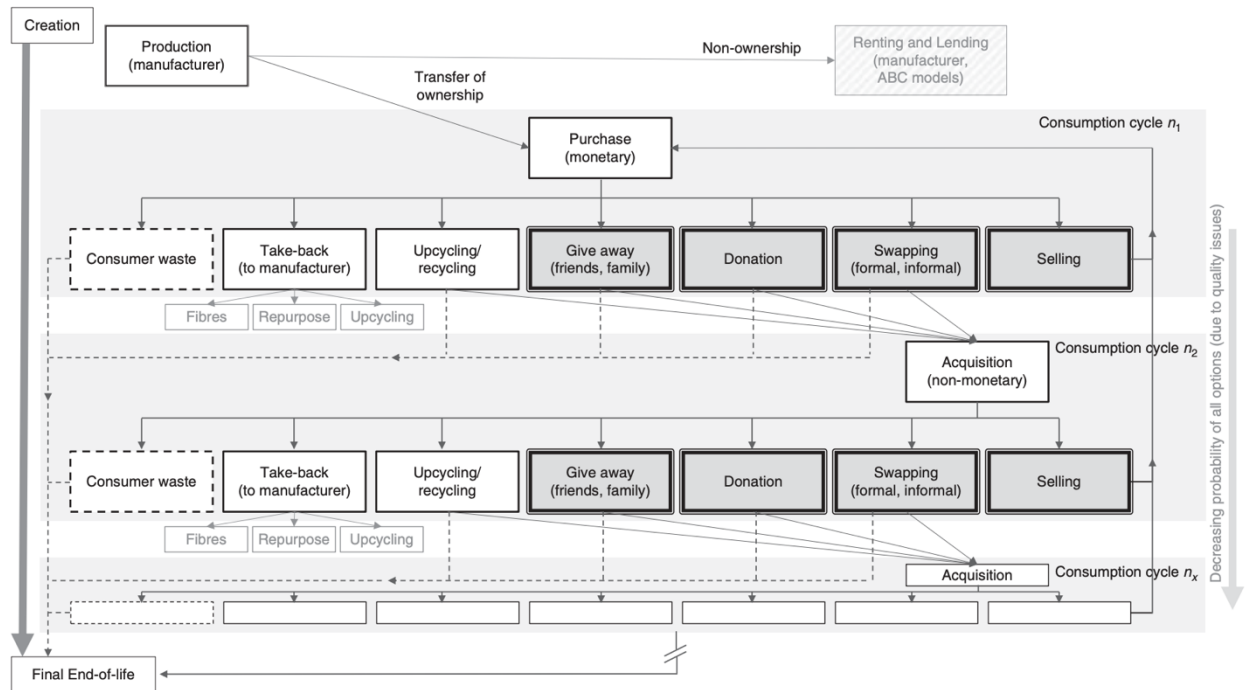 Creation
Production
(manufacturer)
Non-ownership
Renting and Lending
(manufacturer,
ABC models)
Transfer of
ownership
Consumption cycle n1
Purchase
(monetary)
Consumer waste
Take-back
(to manufacturer)
Upcycling/
recycling
Give away
(friends, family)
Donation
Swapping
(formal, informal)
Selling
Fibres
Repurpose
Upcycling
Consumption cycle n2
Acquisition
(non-monetary)
Consumer waste
Take-back
(to manufacturer)
Upcycling/
recycling
Give away
(friends, family)
Donation
Swapping
(formal, informal)
Selling
Fibres
Repurpose
Upcycling
Consumption cycle nx
Acquisition
Final End-of-life
Decreasing probability of all options (due to quality issues)